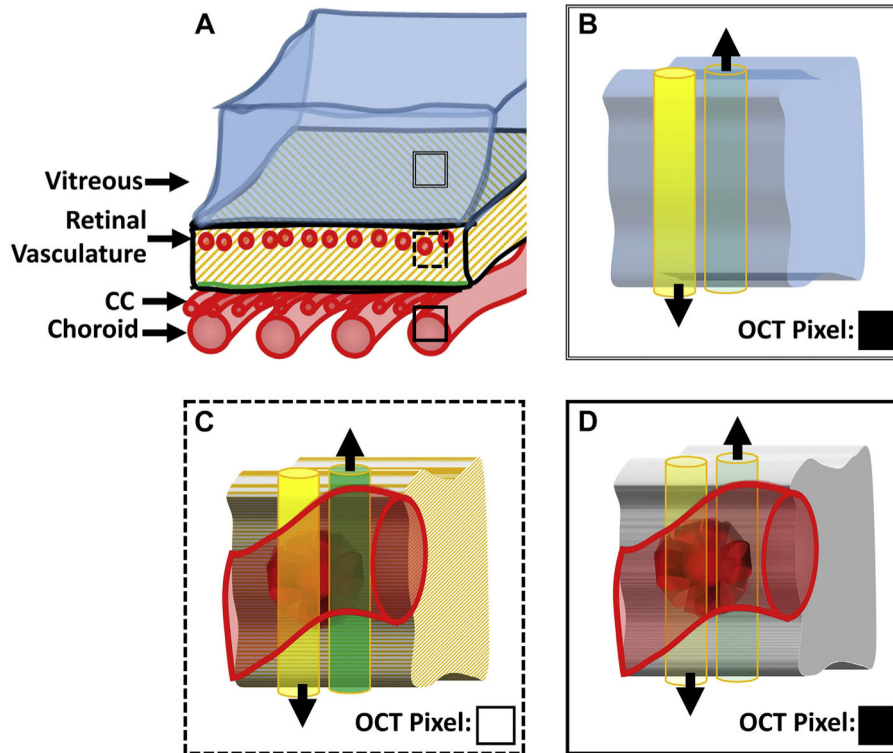 A
Vitreous
Retinal
Vasculature
CC
Choroid
B
OCT Pixel:
C
OCT Pixel:
D
OCT Pixel: